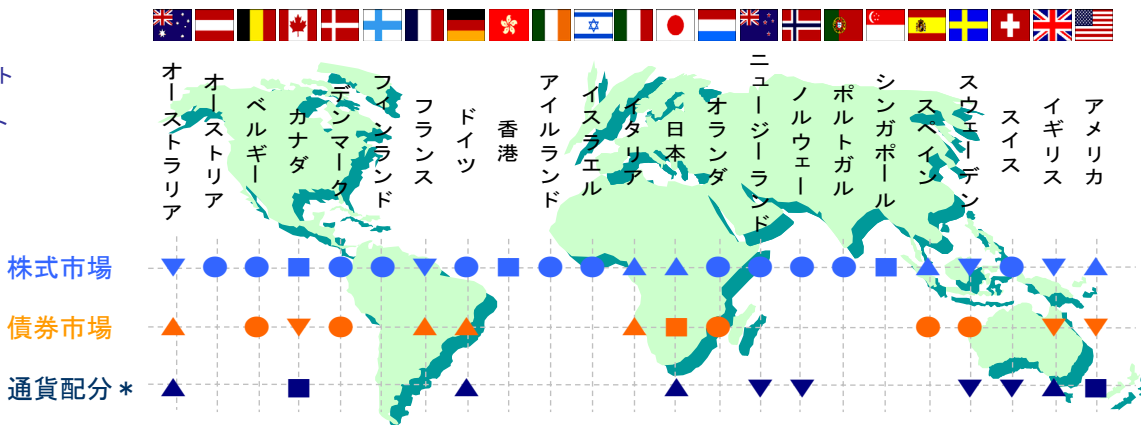 ト
オーストラリア
オーストリア
ベルギー
カナダ
デンマーク
フィンランド
フランス
ドイツ
香港
アイルランド
イスラエル
イタリア
日本
オランダ
ニュージーランド
ノルウェー
ポルトガル
シンガポール
スペイン
スウェーデン
スイス
イギリス
アメリカ
株式市場
債券市場
通貨配分*